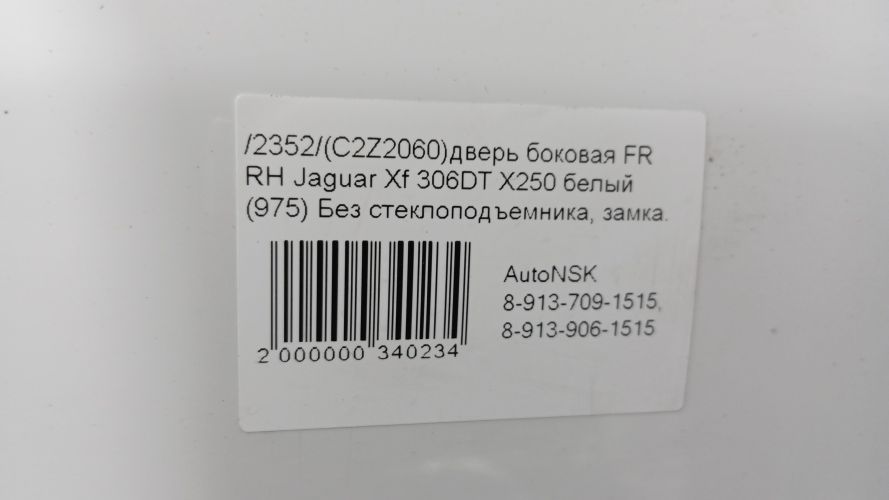 /2352/(C2Z2060)дверь боковая FR
RH Jaguar Xf 306DT X250 белый
(975) Без стеклоподъемника, замка.
AutoNSK
8-913-709-1515,
8-913-906-1515
2 000000 340234